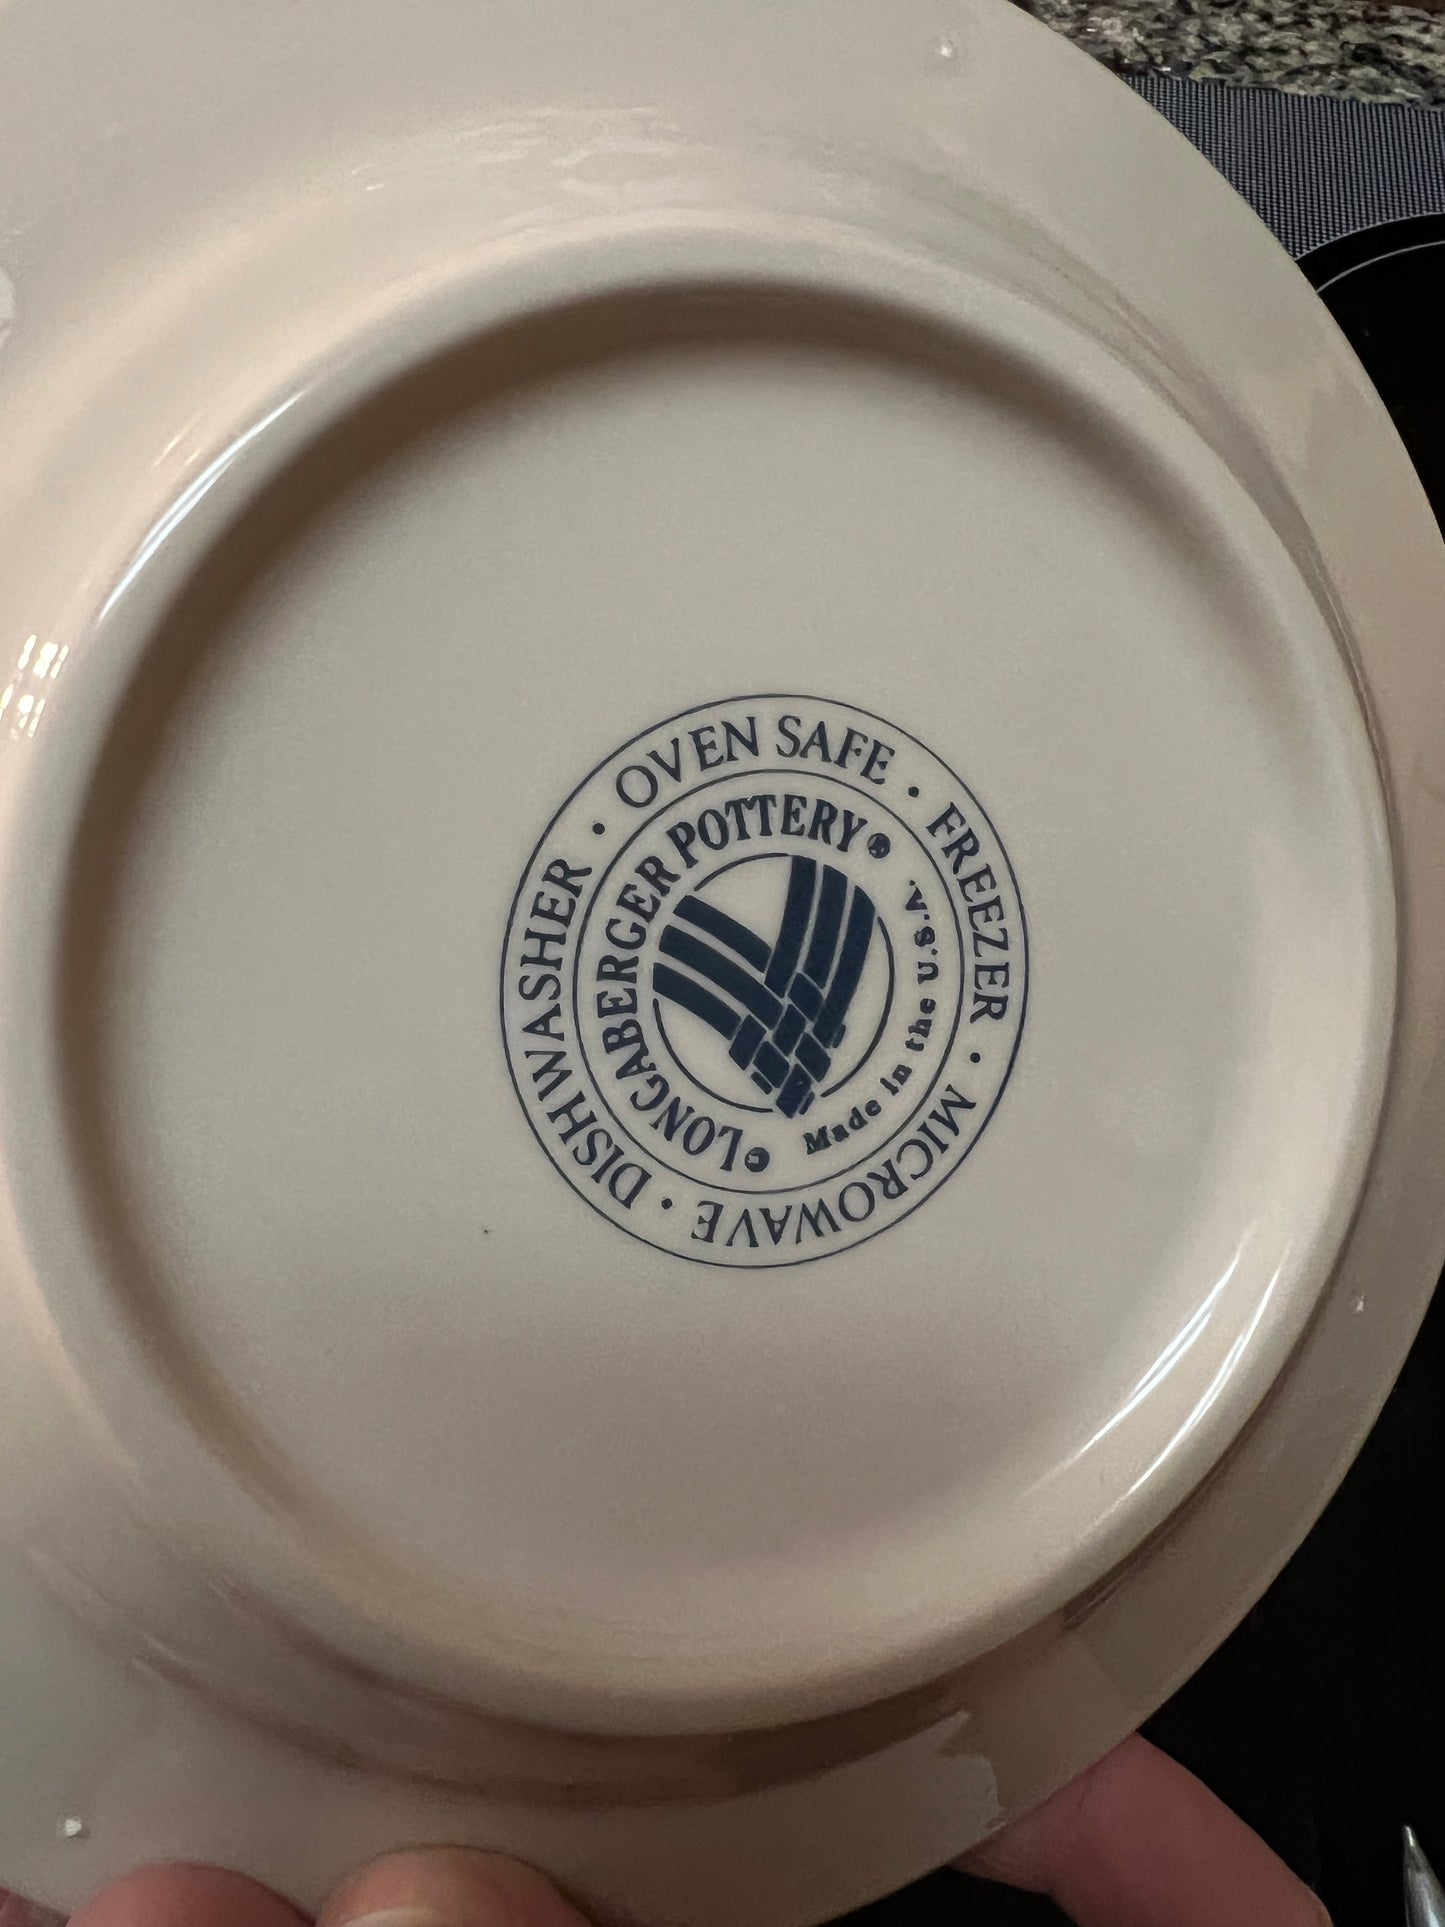 OVEN SAFE • FREEZER • MICROWAVE • DISHWASHER •
LONGABERGER POTTERY®
Made in the U.S.A.